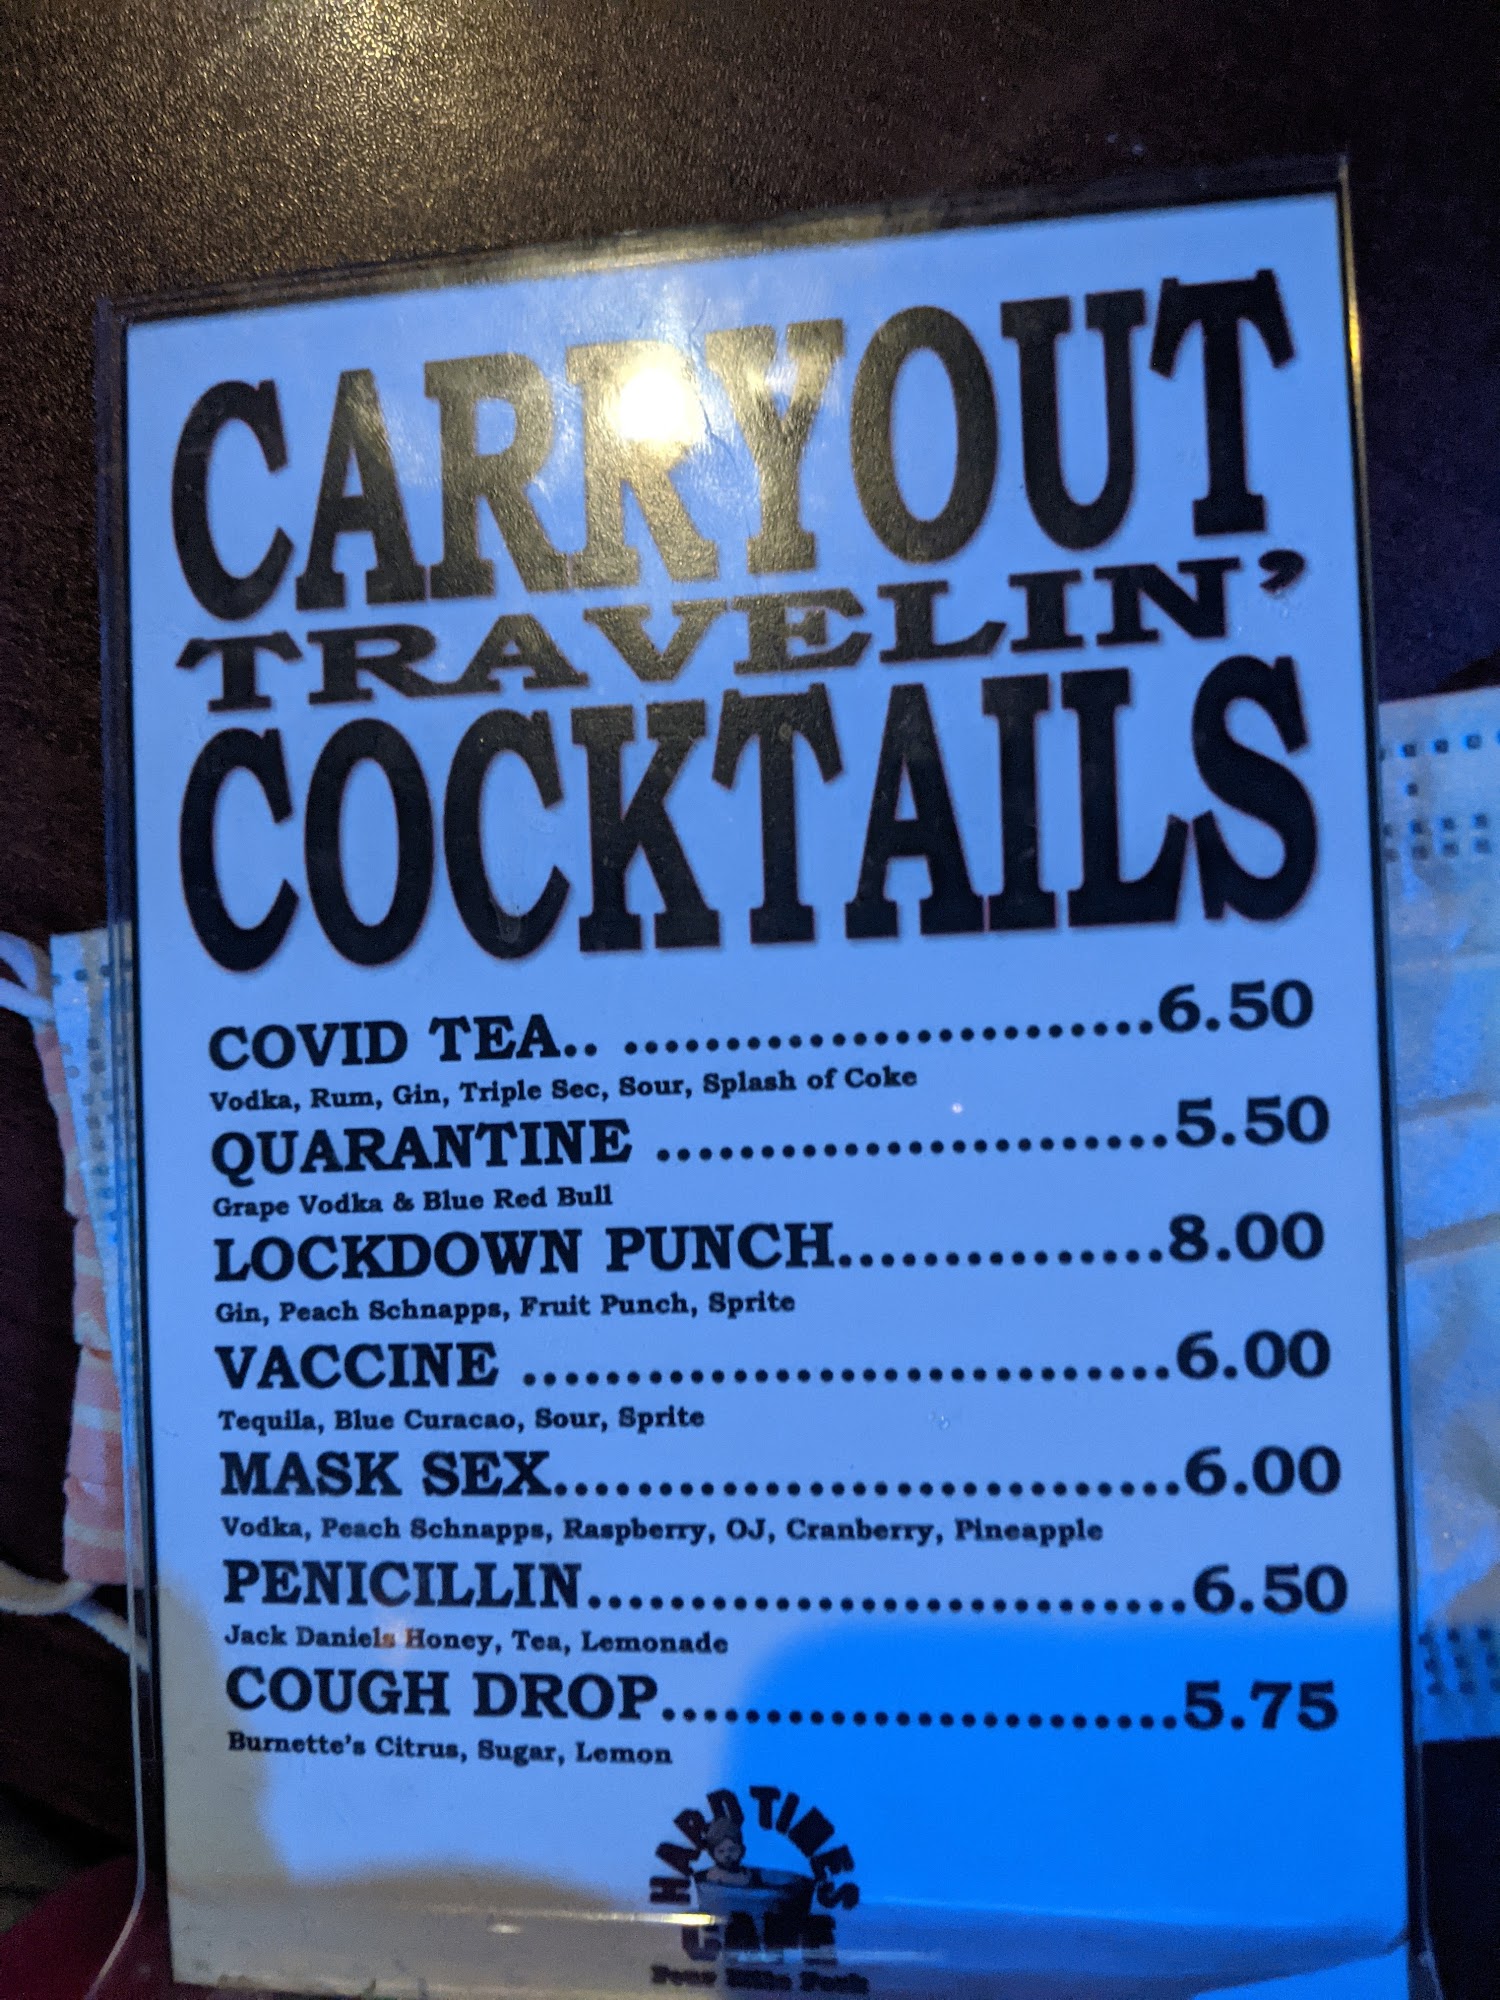 CARRYOUT
TRAVELIN'
COCKTAILS
COVID TEA.. ..........................6.50
Vodka, Rum, Gin, Triple Sec, Sour, Splash of Coke
QUARANTINE .........................5.50
Grape Vodka & Blue Red Bull
LOCKDOWN PUNCH................8.00
Gin, Peach Schnapps, Fruit Punch, Sprite
VACCINE ................................6.00
Tequila, Blue Curacao, Sour, Sprite
MASK SEX...............................6.00
Vodka, Peach Schnapps, Raspberry, OJ, Cranberry, Pineapple
PENICILLIN.............................6.50
Jack Daniels Honey, Tea, Lemonade
COUGH DROP.........................5.75
Burnette's Citrus, Sugar, Lemon
HARD TIMES
CAFE